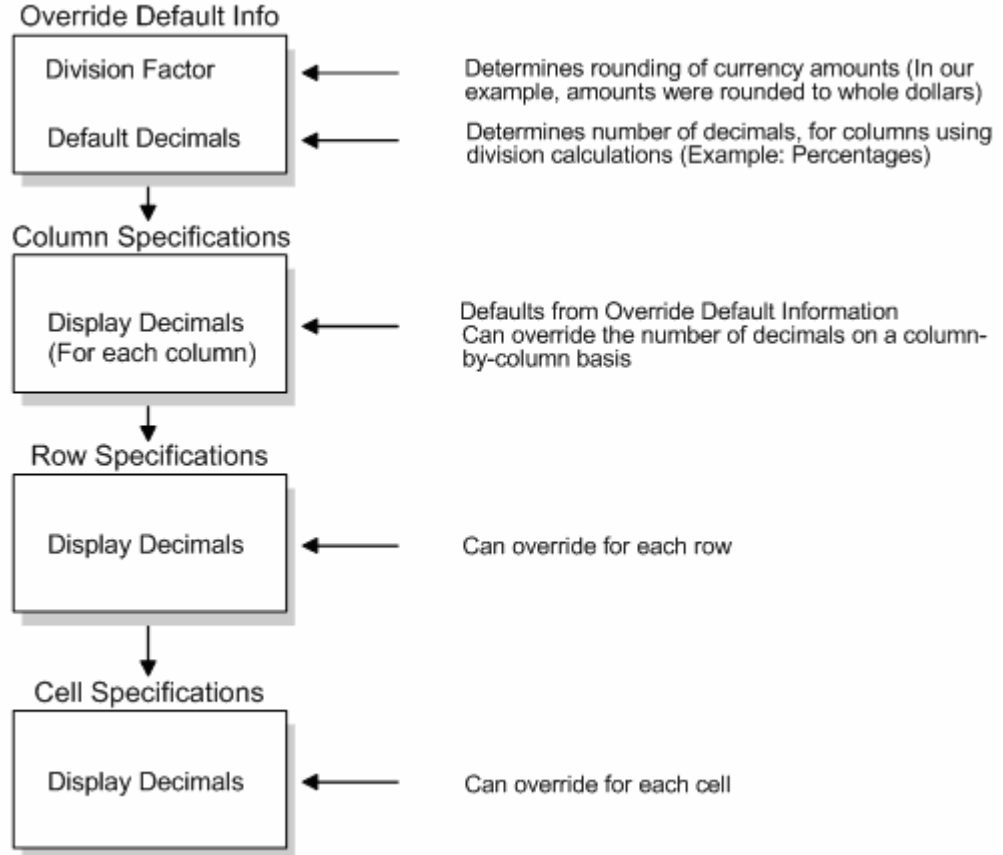 Override Default Info
Division Factor
Determines rounding of currency amounts (In our
example, amounts were rounded to whole dollars)
Default Decimals
Determines number of decimals, for columns using
division calculations (Example: Percentages)
Column Specifications
Display Decimals
(For each column)
Defaults from Override Default Information
Can override the number of decimals on a column-
by-column basis
Row Specifications
Display Decimals
Can override for each row
Cell Specifications
Display Decimals
Can override for each cell